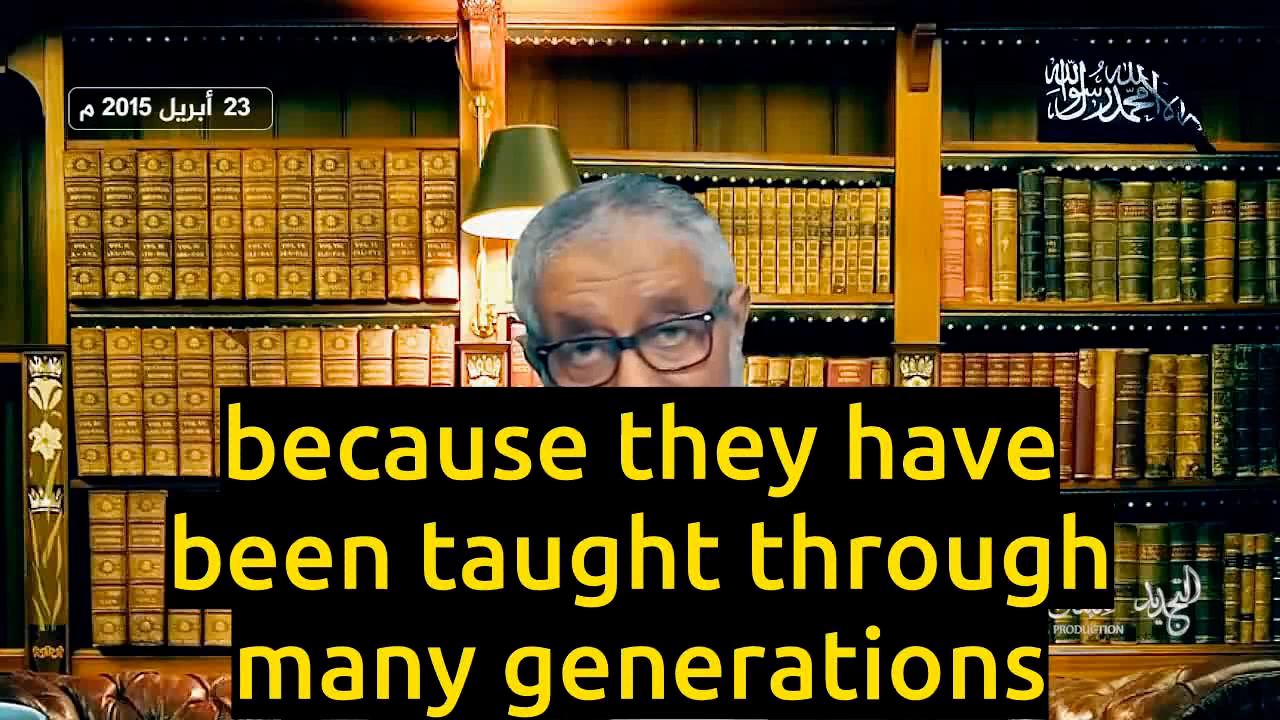 23 أبريل 2015 م
لا إله إلا الله محمد رسول الله
because they have
been taught through
many generations
التجديد
PRODUCTION